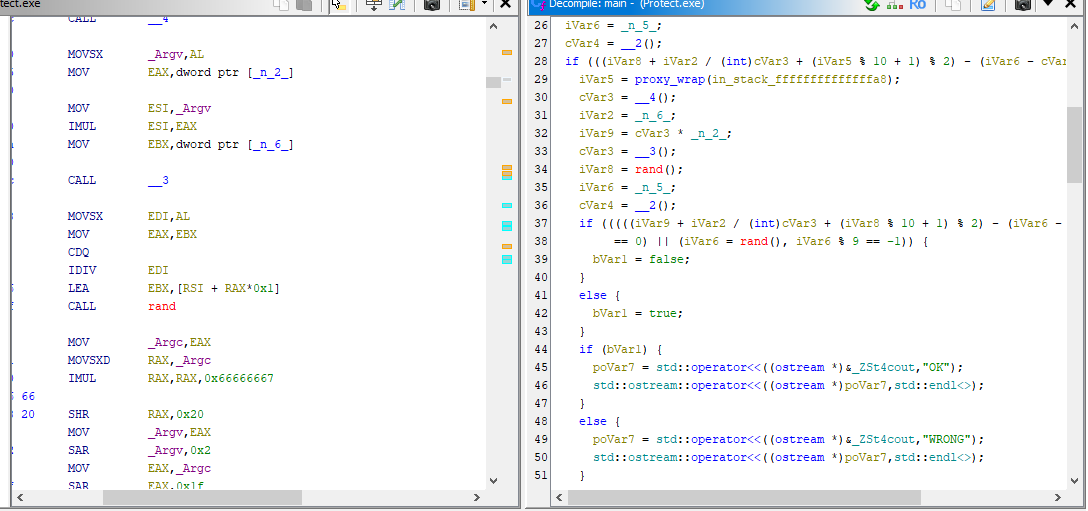 tect.exe
CALL __4
MOVSX _Argv,AL
MOV EAX,dword ptr [_n_2_]
MOV ESI,_Argv
IMUL ESI,EAX
MOV EBX,dword ptr [_n_6_]
CALL __3
MOVSX EDI,AL
MOV EAX,EBX
CDQ
IDIV EDI
LEA EBX,[RSI + RAX*0x1]
CALL rand
MOV _Argc,EAX
MOVSXD RAX,_Argc
IMUL RAX,RAX,0x66666667
66
20 SHR RAX,0x20
MOV _Argv,EAX
SAR _Argv,0x2
MOV EAX,_Argc
SAR EAX,0x1f
Decompile: main - (Protect.exe)
26 iVar6 = _n_5_;
27 cVar4 = __2();
28 if (((iVar8 + iVar2 / (int)cVar3 + (iVar5 % 10 + 1) % 2) - (iVar6 - cVar
29 iVar5 = proxy_wrap(in_stack_ffffffffffffffa8);
30 cVar3 = __4();
31 iVar2 = _n_6_;
32 iVar9 = cVar3 * _n_2_;
33 cVar3 = __3();
34 iVar8 = rand();
35 iVar6 = _n_5_;
36 cVar4 = __2();
37 if (((((iVar9 + iVar2 / (int)cVar3 + (iVar8 % 10 + 1) % 2) - (iVar6 -
38 == 0) || (iVar6 = rand(), iVar6 % 9 == -1)) {
39 bVar1 = false;
40 }
41 else {
42 bVar1 = true;
43 }
44 if (bVar1) {
45 poVar7 = std::operator<<((ostream *)&_ZSt4cout,"OK");
46 std::ostream::operator<<((ostream *)poVar7,std::endl<>);
47 }
48 else {
49 poVar7 = std::operator<<((ostream *)&_ZSt4cout,"WRONG");
50 std::ostream::operator<<((ostream *)poVar7,std::endl<>);
51 }